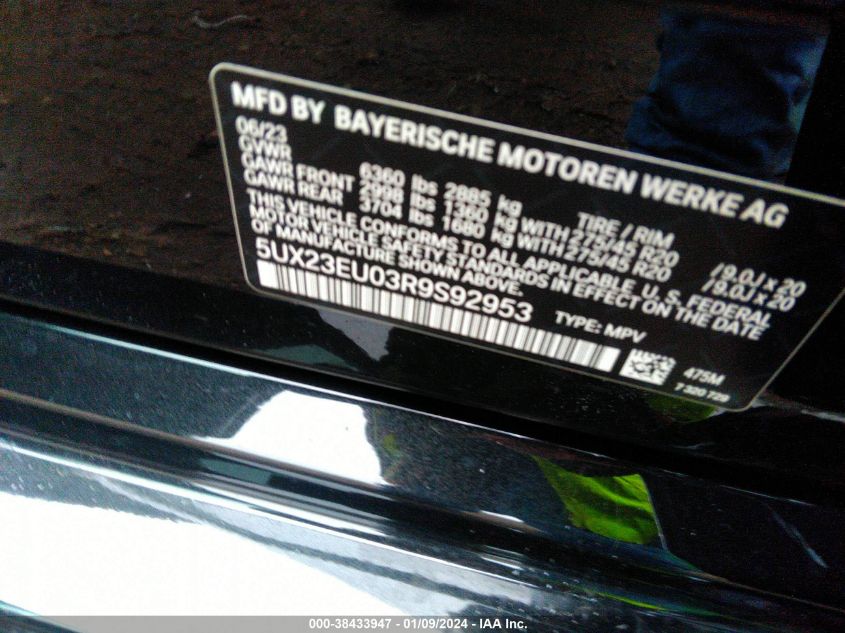 MFD BY BAYERISCHE MOTOREN WERKE AG
06/23
GVWR 6360 lbs 2885 kg TIRE / RIM
GAWR FRONT 2998 lbs 1360 kg WITH 275/45 R20 /9.0J x 20
GAWR REAR 3704 lbs 1680 kg WITH 275/45 R20 /9.0J x 20
THIS VEHICLE CONFORMS TO ALL APPLICABLE U. S. FEDERAL
MOTOR VEHICLE SAFETY STANDARDS IN EFFECT ON THE DATE
OF MANUFACTURE SHOWN ABOVE.
5UX23EU03R9S92953 TYPE: MPV
475M
7 320 729
000-38433947 - 01/09/2024 - IAA Inc.